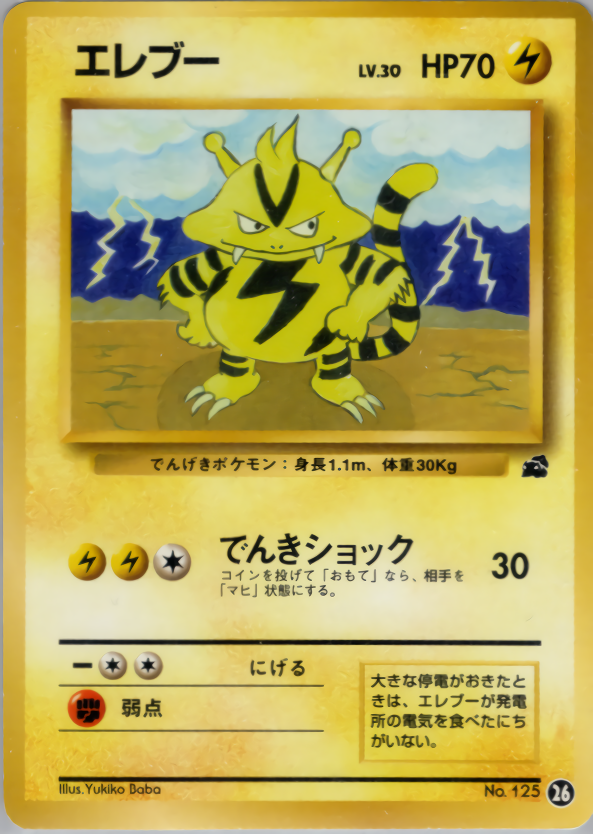 エレブー
LV.30 HP70
でんげきポケモン：身長1.1m、体重30Kg
でんきショック 30
コインを投げて「おもて」なら、相手を
「マヒ」状態にする。
− にげる
弱点
大きな停電がおきたと
きは、エレブーが発電
所の電気を食べたにち
がいない。
Illus.Yukiko Baba
No. 125 26